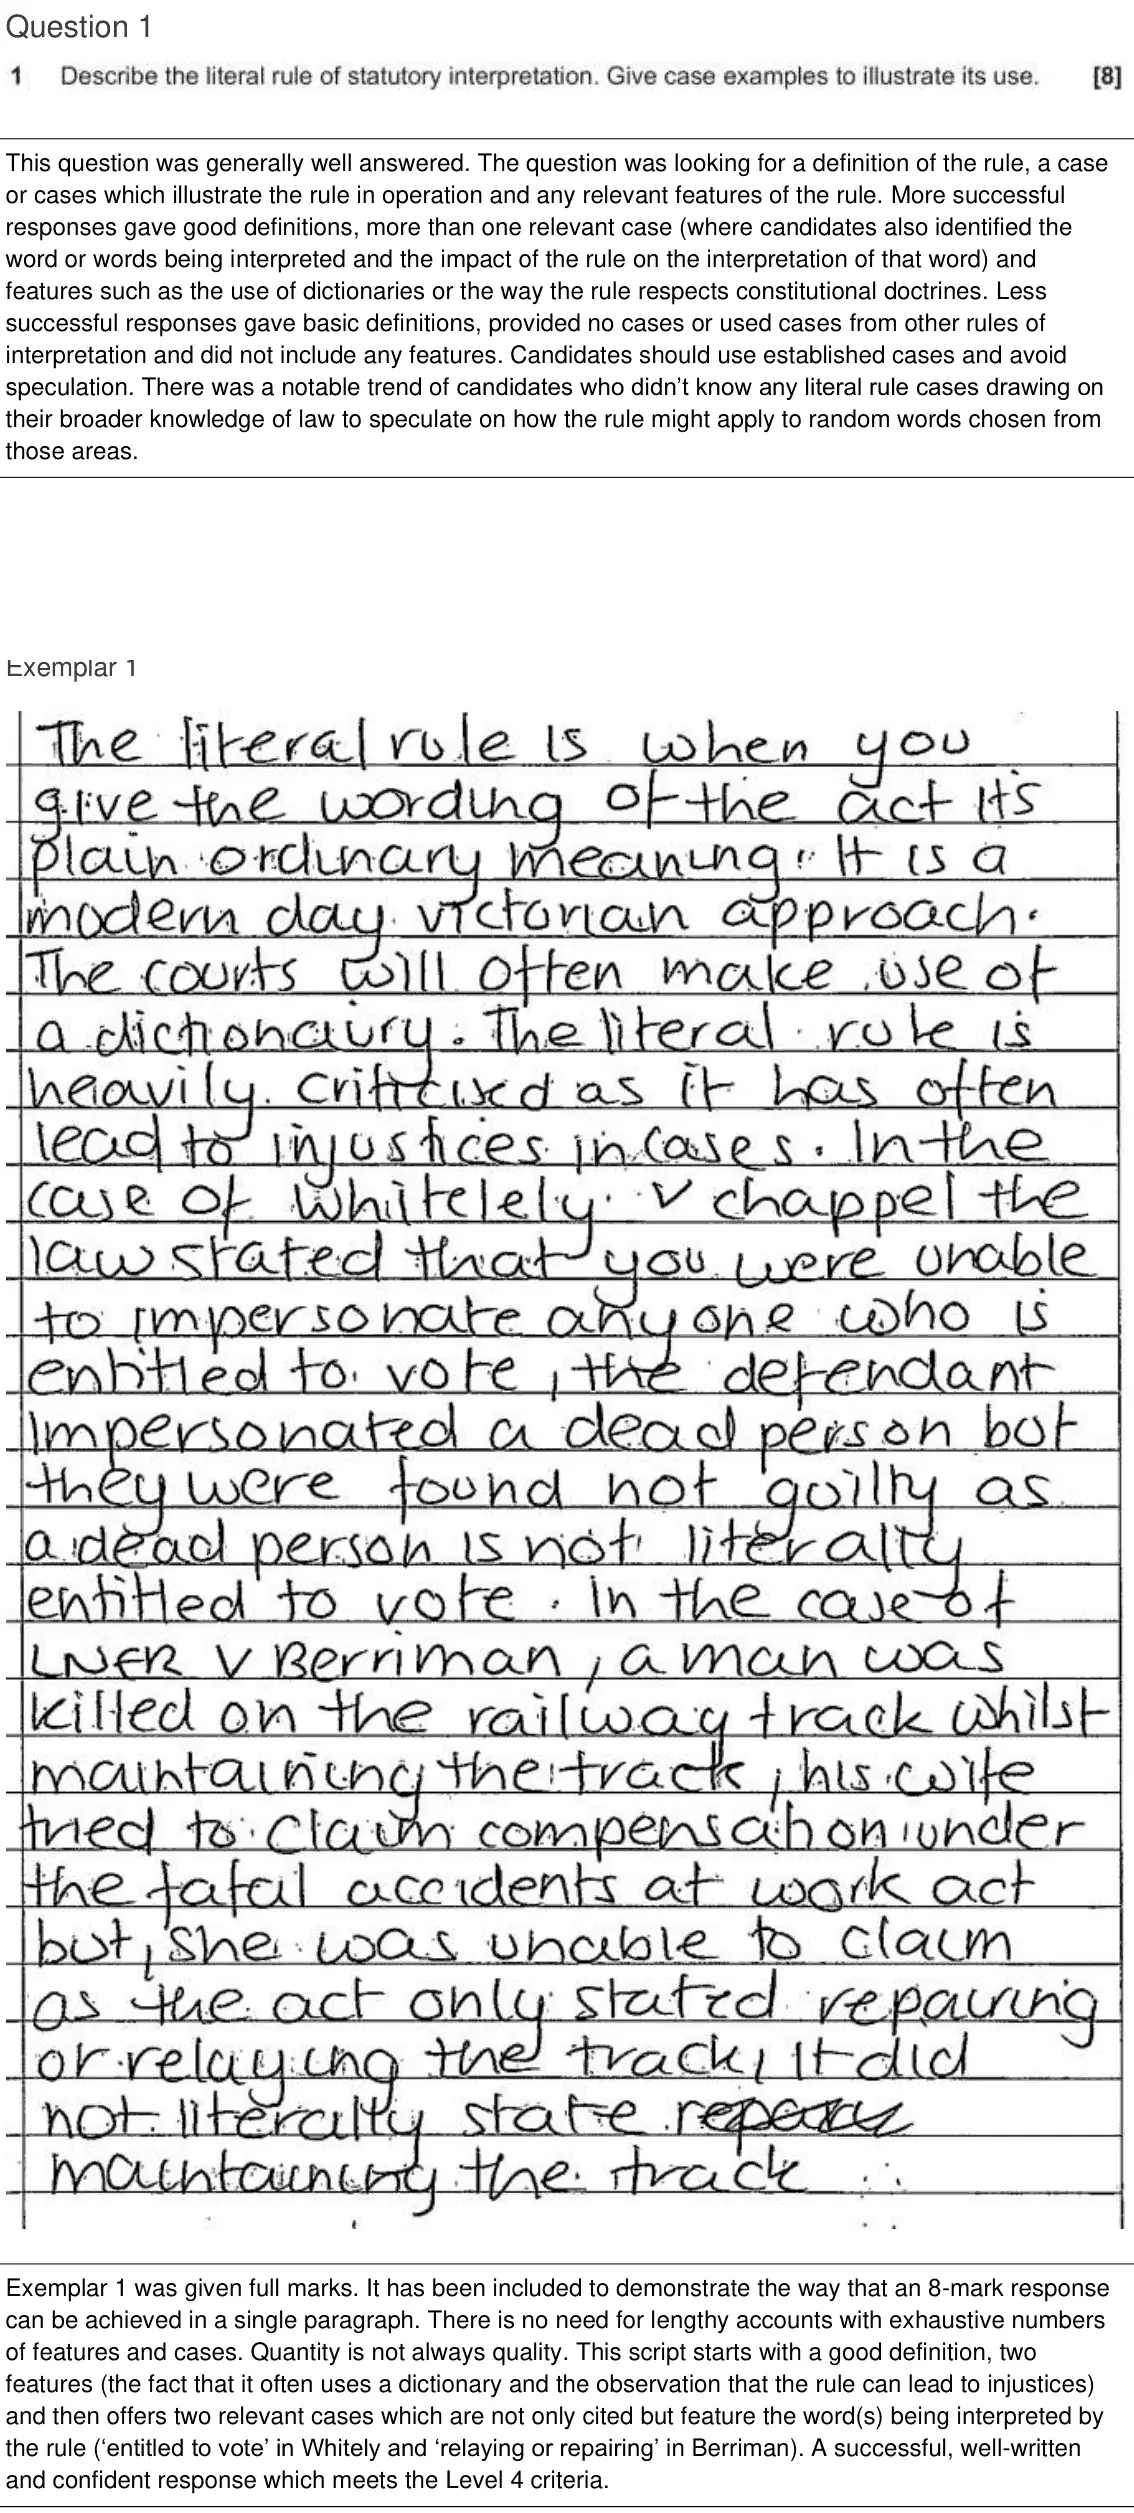 Question 1
1 Describe the literal rule of statutory interpretation. Give case examples to illustrate its use. [8]
This question was generally well answered. The question was looking for a definition of the rule, a case
or cases which illustrate the rule in operation and any relevant features of the rule. More successful
responses gave good definitions, more than one relevant case (where candidates also identified the
word or words being interpreted and the impact of the rule on the interpretation of that word) and
features such as the use of dictionaries or the way the rule respects constitutional doctrines. Less
successful responses gave basic definitions, provided no cases or used cases from other rules of
interpretation and did not include any features. Candidates should use established cases and avoid
speculation. There was a notable trend of candidates who didn't know any literal rule cases drawing on
their broader knowledge of law to speculate on how the rule might apply to random words chosen from
those areas.
Exemplar 1
The literal rule is when you
give the wording of the act its
plain ordinary meaning. It is a
modern day victorian approach.
The courts will often make use of
a dictionairy. The literal rule is
heavily critticised as it has often
lead to injustices in cases. In the
case of Whitelely v chappel the
law stated that you were unable
to impersonate anyone who is
entitled to vote, the defendant
impersonated a dead person but
they were found not guilty as
a dead person is not literally
entitled to vote. In the case of
LNER v Berriman, a man was
killed on the railway track whilst
maintaining the track, his wife
tried to claim compensation under
the fatal accidents at work act
but, she was unable to claim
as the act only stated repairing
or relaying the track, it did
not literally state
maintaining the track
Exemplar 1 was given full marks. It has been included to demonstrate the way that an 8-mark response
can be achieved in a single paragraph. There is no need for lengthy accounts with exhaustive numbers
of features and cases. Quantity is not always quality. This script starts with a good definition, two
features (the fact that it often uses a dictionary and the observation that the rule can lead to injustices)
and then offers two relevant cases which are not only cited but feature the word(s) being interpreted by
the rule ('entitled to vote' in Whitely and 'relaying or repairing' in Berriman). A successful, well-written
and confident response which meets the Level 4 criteria.